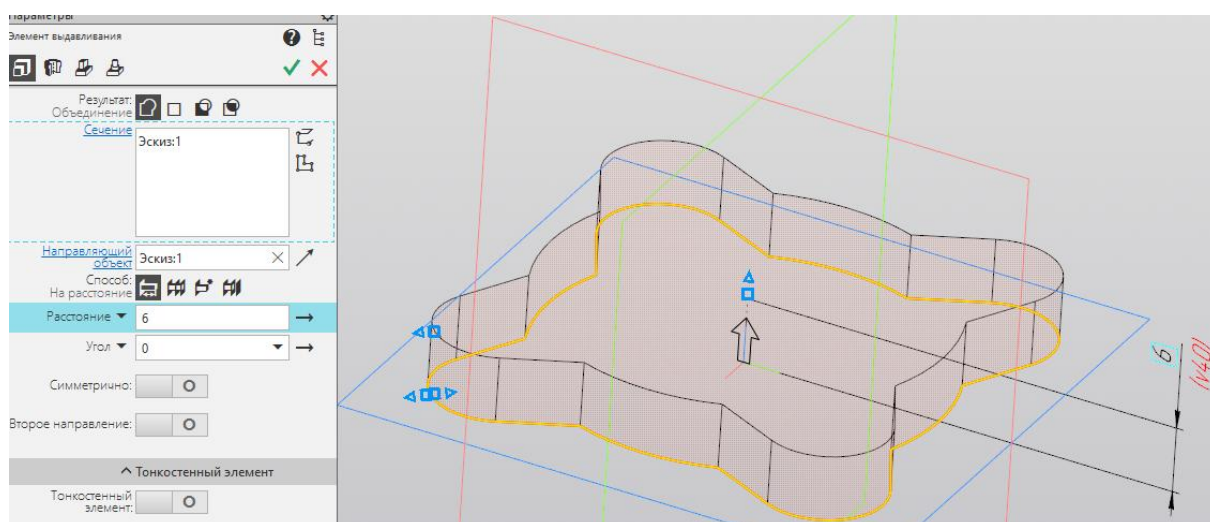 Параметры
Элемент выдавливания
Результат:
Объединение
Сечение
Эскиз:1
Направляющий
объект
Эскиз:1
Способ:
На расстояние
Расстояние
6
Угол
0
Симметрично:
Второе направление:
Тонкостенный элемент
Тонкостенный
элемент:
6
(v40)